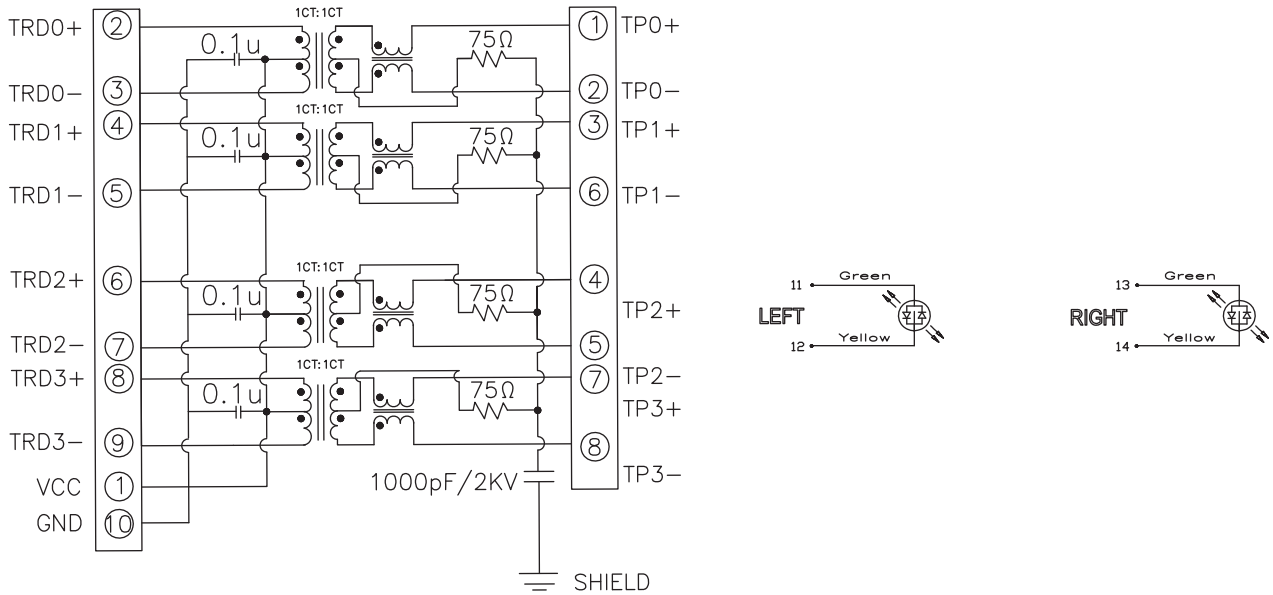 1CT:1CT
TRD0+ 2 0.1u 75Ω 1 TP0+
TRD0- 3 2 TP0-
1CT:1CT
TRD1+ 4 0.1u 75Ω 3 TP1+
TRD1- 5 6 TP1-
1CT:1CT
TRD2+ 6 0.1u 75Ω 4
TP2+
TRD2- 7 5
1CT:1CT
TRD3+ 8 0.1u 75Ω 7 TP2-
TP3+
TRD3- 9 8
TP3-
VCC 1 1000pF/2KV
GND 10
SHIELD
11 Green
LEFT
12 Yellow
13 Green
RIGHT
14 Yellow